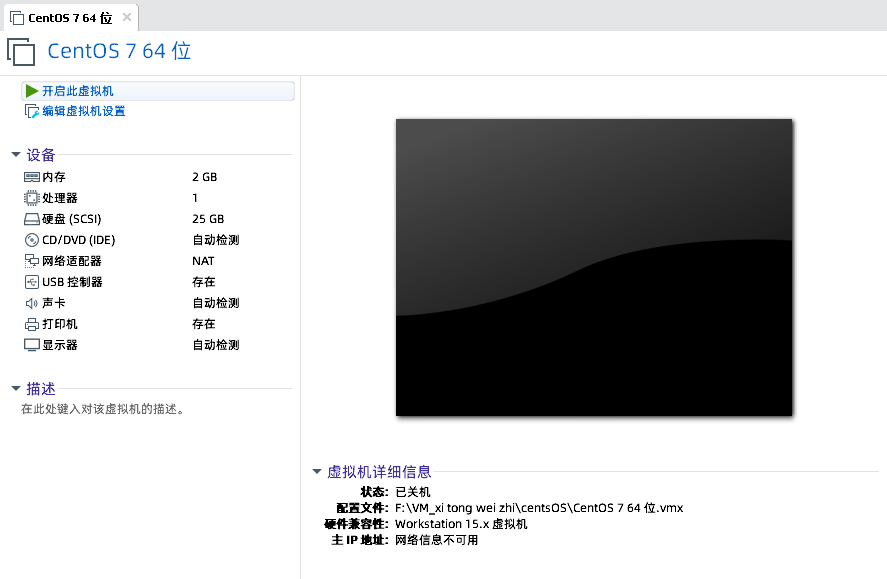 CentOS 7 64 位
CentOS 7 64 位
开启此虚拟机
编辑虚拟机设置
设备
内存 2 GB
处理器 1
硬盘 (SCSI) 25 GB
CD/DVD (IDE) 自动检测
网络适配器 NAT
USB 控制器 存在
声卡 自动检测
打印机 存在
显示器 自动检测
描述
在此处键入对该虚拟机的描述。
虚拟机详细信息
状态: 已关机
配置文件: F:\VM_xi tong wei zhi\centsOS\CentOS 7 64 位.vmx
硬件兼容性: Workstation 15.x 虚拟机
主 IP 地址: 网络信息不可用